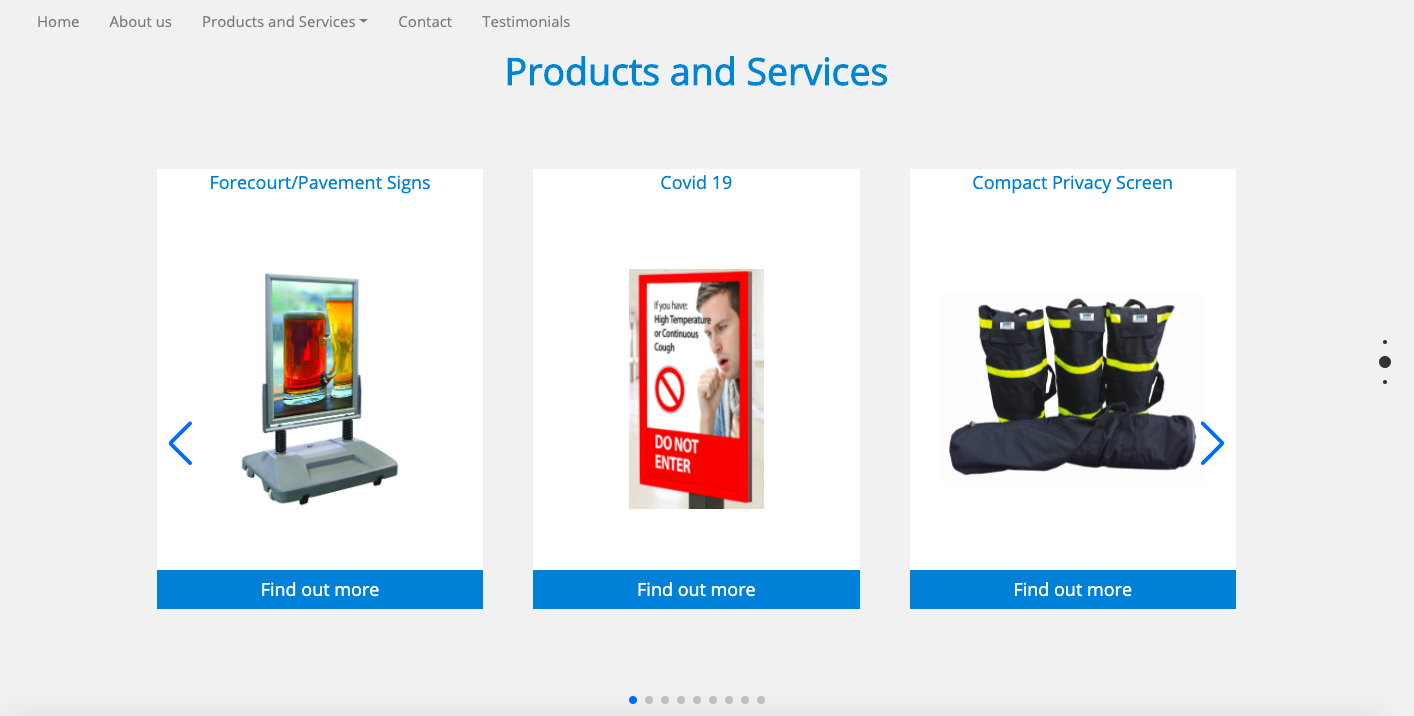 Home About us Products and Services Contact Testimonials
Products and Services
Forecourt/Pavement Signs
Covid 19
Compact Privacy Screen
If you have:
High Temperature
or Continuous
Cough
DO NOT
ENTER
Find out more
Find out more
Find out more